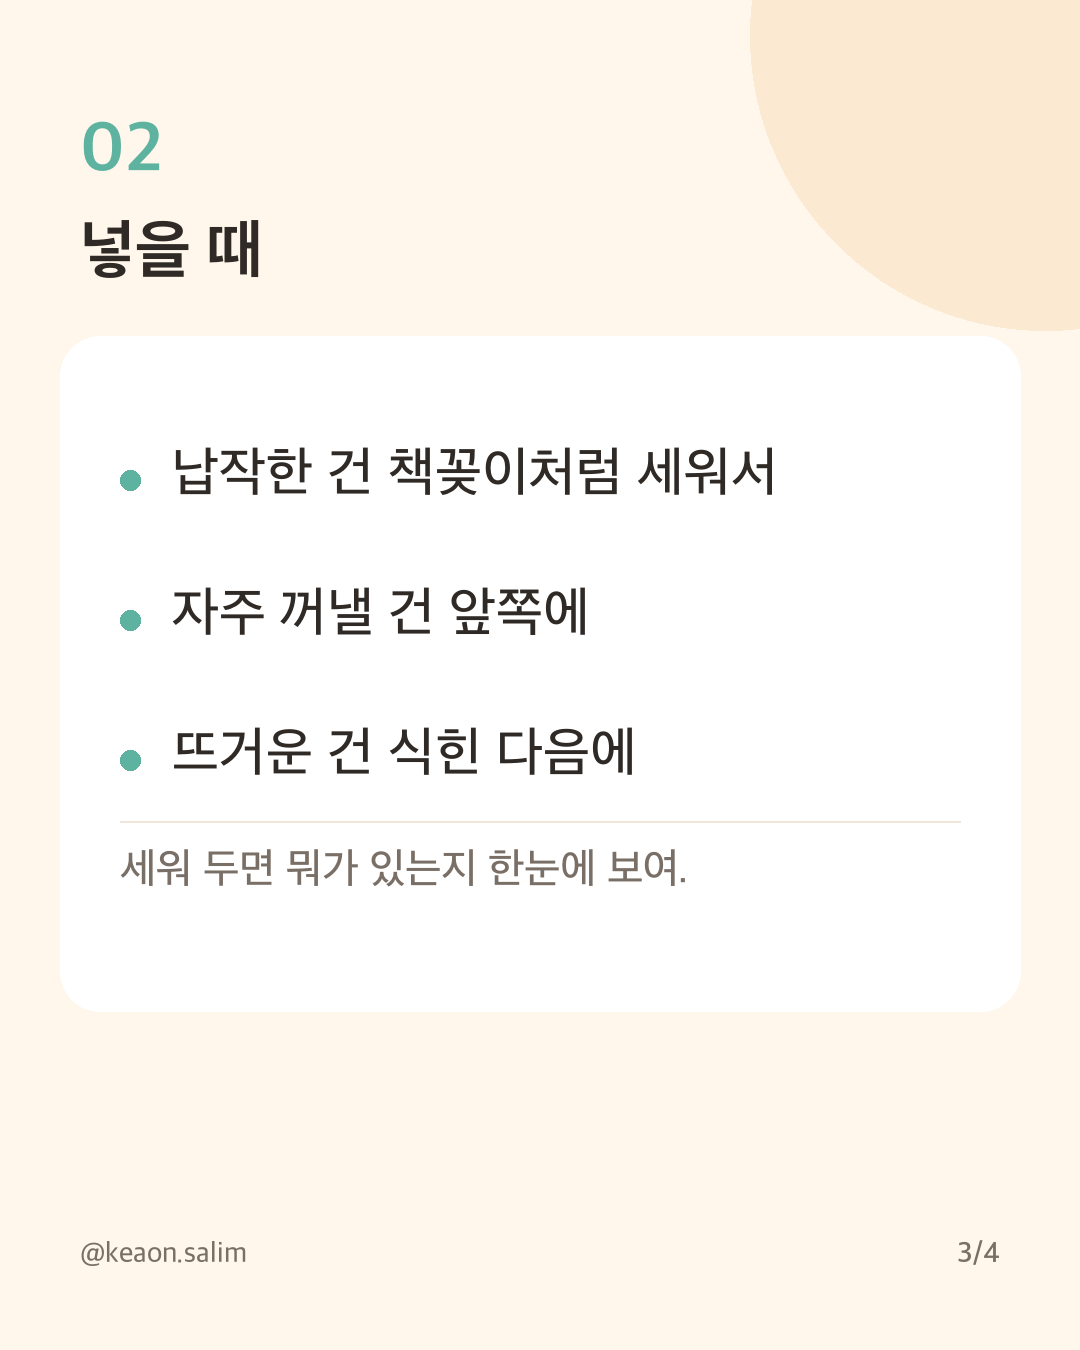 02
넣을 때
납작한 건 책꽂이처럼 세워서
자주 꺼낼 건 앞쪽에
뜨거운 건 식힌 다음에
세워 두면 뭐가 있는지 한눈에 보여.
@keaon.salim
3/4